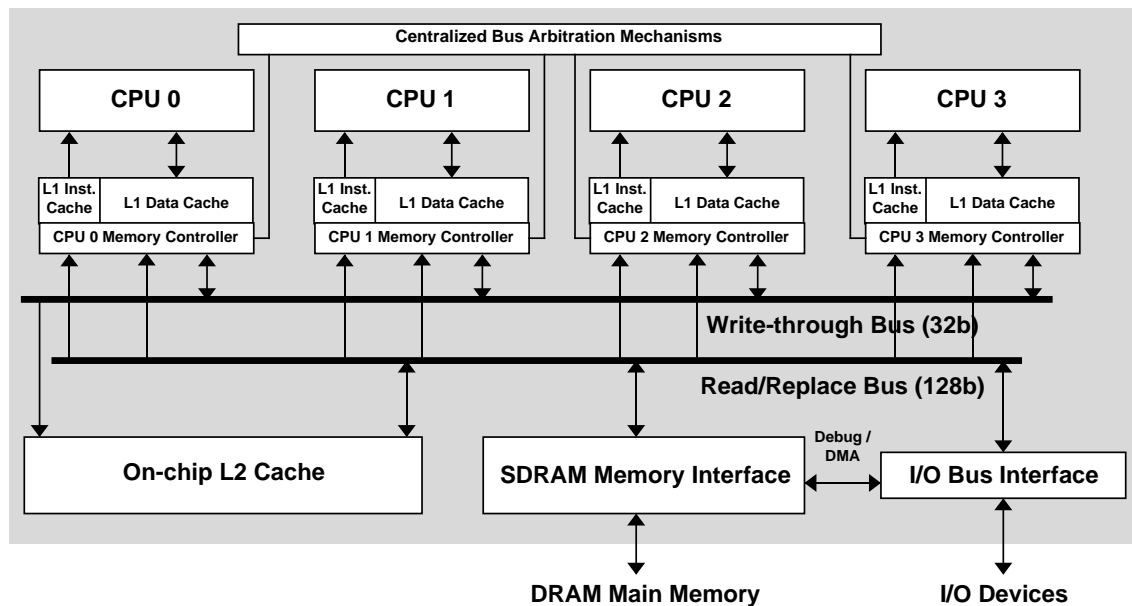 Centralized Bus Arbitration Mechanisms
CPU 0
CPU 1
CPU 2
CPU 3
L1 Inst.
Cache
L1 Data Cache
L1 Inst.
Cache
L1 Data Cache
L1 Inst.
Cache
L1 Data Cache
L1 Inst.
Cache
L1 Data Cache
CPU 0 Memory Controller
CPU 1 Memory Controller
CPU 2 Memory Controller
CPU 3 Memory Controller
Write-through Bus (32b)
Read/Replace Bus (128b)
On-chip L2 Cache
SDRAM Memory Interface
Debug /
DMA
I/O Bus Interface
DRAM Main Memory
I/O Devices